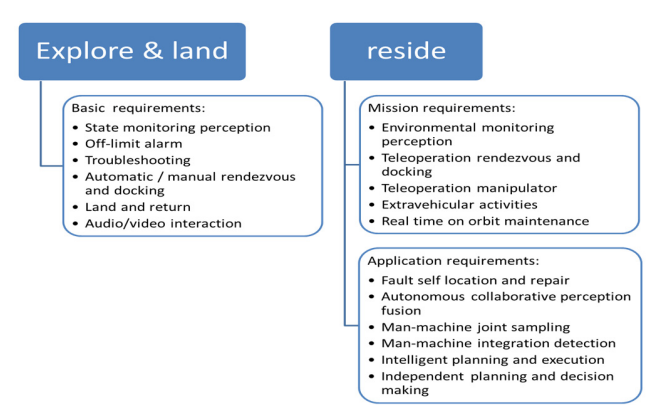 Explore & land
Basic requirements:
• State monitoring perception
• Off-limit alarm
• Troubleshooting
• Automatic / manual rendezvous
and docking
• Land and return
• Audio/video interaction
reside
Mission requirements:
• Environmental monitoring
perception
• Teleoperation rendezvous and
docking
• Teleoperation manipulator
• Extravehicular activities
• Real time on orbit maintenance
Application requirements:
• Fault self location and repair
• Autonomous collaborative perception
fusion
• Man-machine joint sampling
• Man-machine integration detection
• Intelligent planning and execution
• Independent planning and decision
making